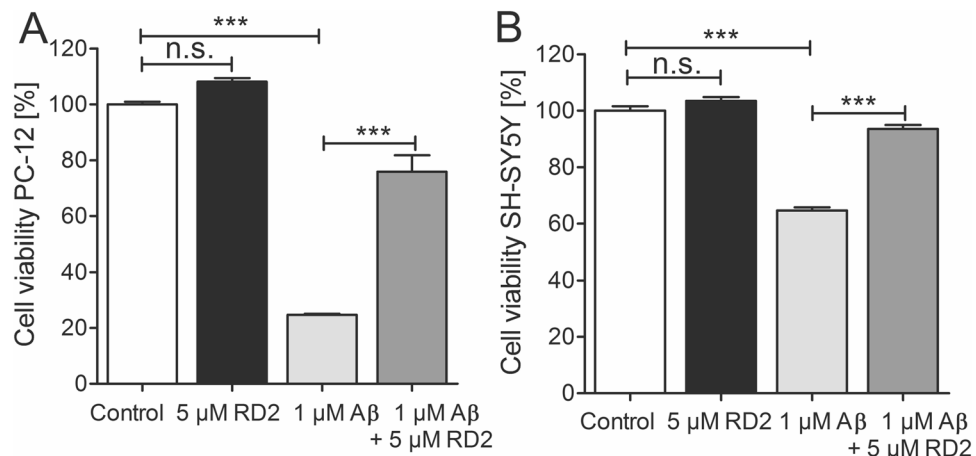 A
Cell viability PC-12 [%]
120
100
80
60
40
20
0
***
n.s.
***
Control
5 µM RD2
1 µM Aβ
1 µM Aβ
+ 5 µM RD2
B
Cell viability SH-SY5Y [%]
120
100
80
60
40
20
0
***
n.s.
***
Control
5 µM RD2
1 µM Aβ
1 µM Aβ
+ 5 µM RD2